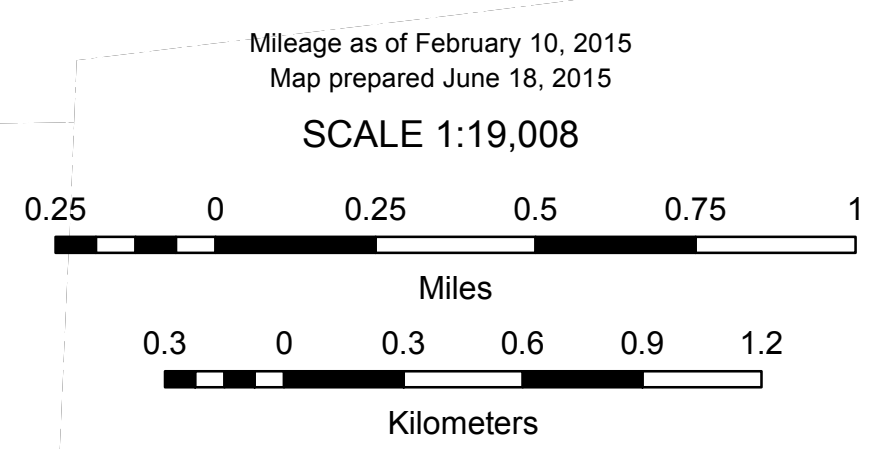 Mileage as of February 10, 2015
Map prepared June 18, 2015
SCALE 1:19,008
0.25 0 0.25 0.5 0.75 1
Miles
0.3 0 0.3 0.6 0.9 1.2
Kilometers